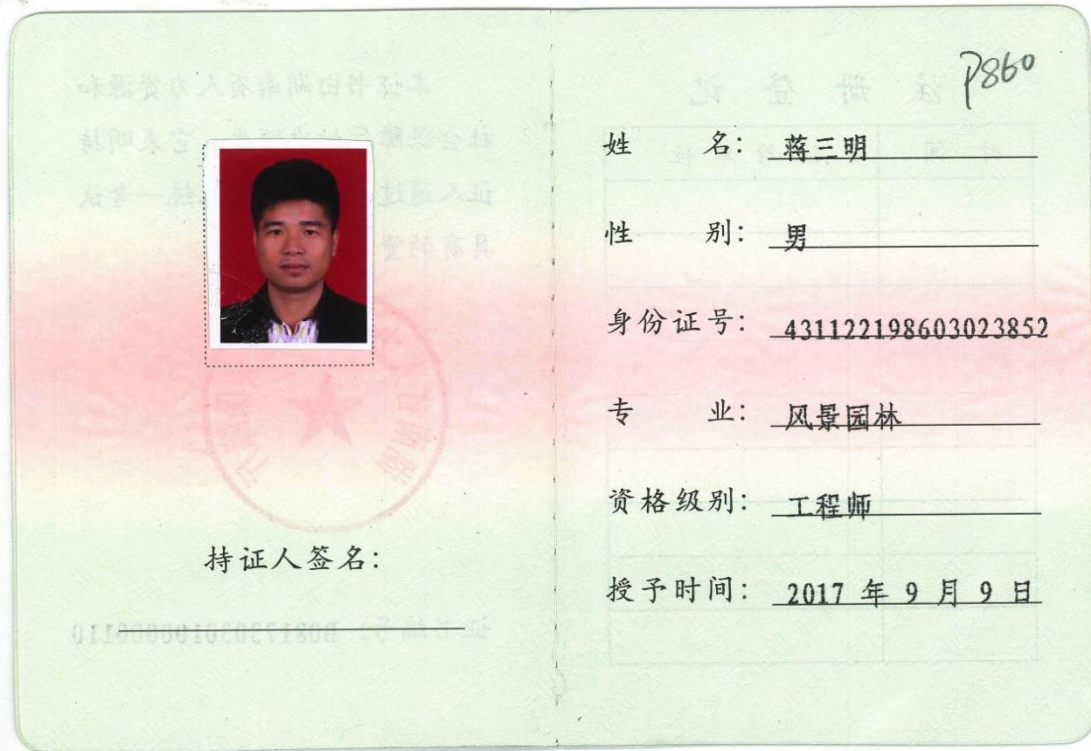 P860
姓 名: 蒋三明
性 别: 男
身份证号: 431122198603023852
专 业: 风景园林
资格级别: 工程师
授予时间: 2017 年 9 月 9 日
持证人签名: